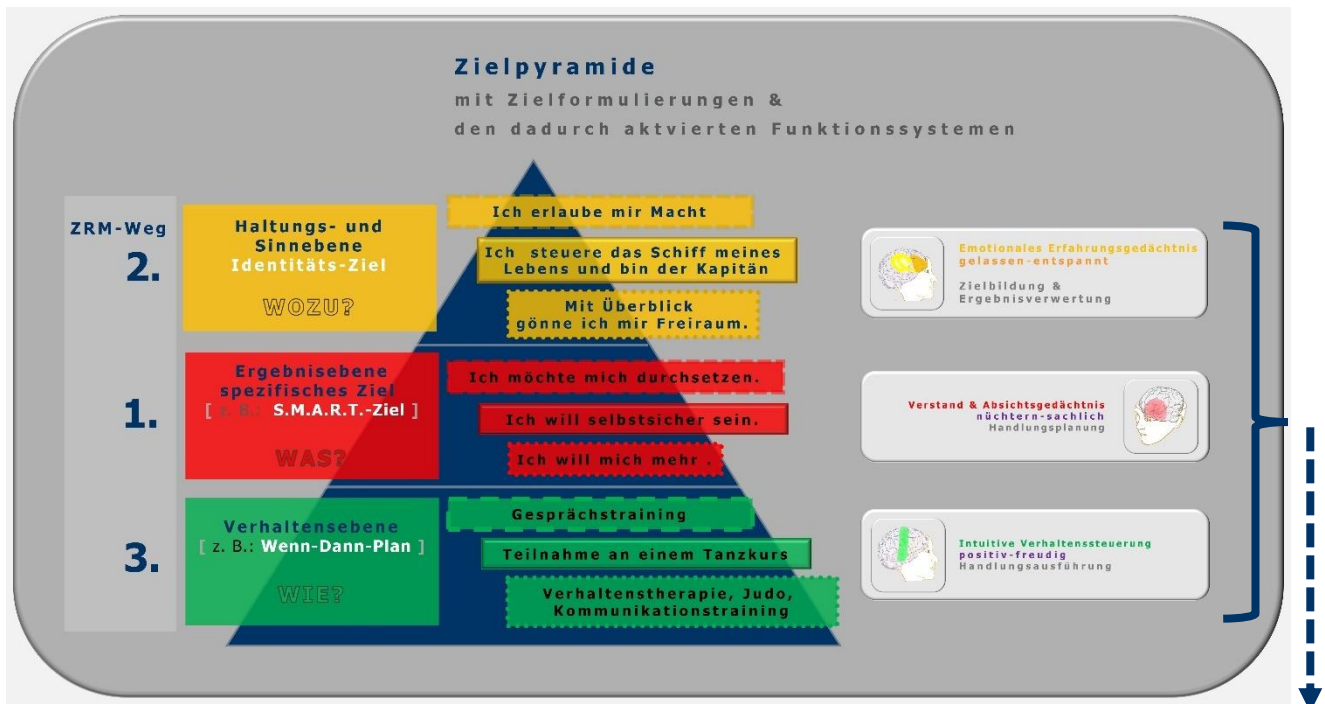 Zielpyramide
mit Zielformulierungen &
den dadurch aktvierten Funktionssystemen
ZRM-Weg
2.
Haltungs- und
Sinnebene
Identitäts-Ziel
WOZU?
Ich erlaube mir Macht
Ich steuere das Schiff meines
Lebens und bin der Kapitän
Mit Überblick
gönne ich mir Freiraum.
Emotionales Erfahrungsgedächtnis
gelassen-entspannt
Zielbildung &
Ergebnisverwertung
1.
Ergebnisebene
spezifisches Ziel
[ z. B.: S.M.A.R.T.-Ziel ]
WAS?
Ich möchte mich durchsetzen.
Ich will selbstsicher sein.
Ich will mich mehr .
Verstand & Absichtsgedächtnis
nüchtern-sachlich
Handlungsplanung
3.
Verhaltensebene
[ z. B.: Wenn-Dann-Plan ]
WIE?
Gesprächstraining
Teilnahme an einem Tanzkurs
Verhaltenstherapie, Judo,
Kommunikationstraining
Intuitive Verhaltenssteuerung
positiv-freudig
Handlungsausführung